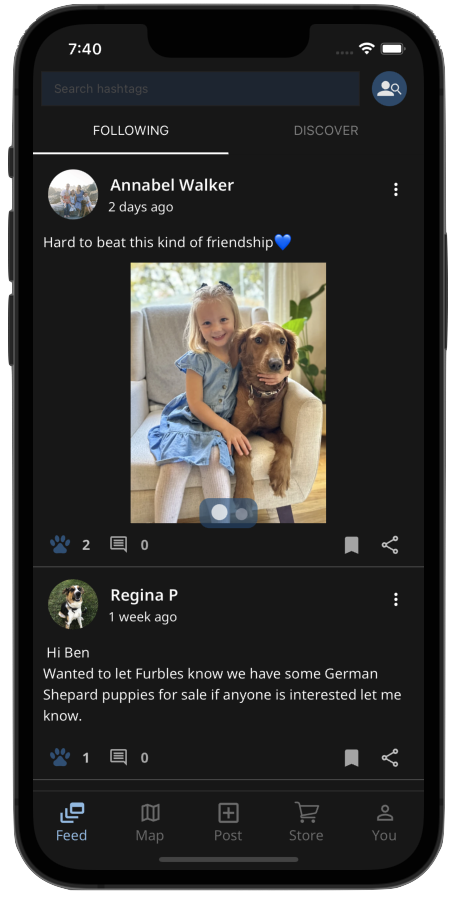 7:40
Search hashtags
FOLLOWING DISCOVER
Annabel Walker
2 days ago
Hard to beat this kind of friendship💙
2 0
Regina P
1 week ago
Hi Ben
Wanted to let Furbles know we have some German
Shepard puppies for sale if anyone is interested let me
know.
1 0
Feed Map Post Store You